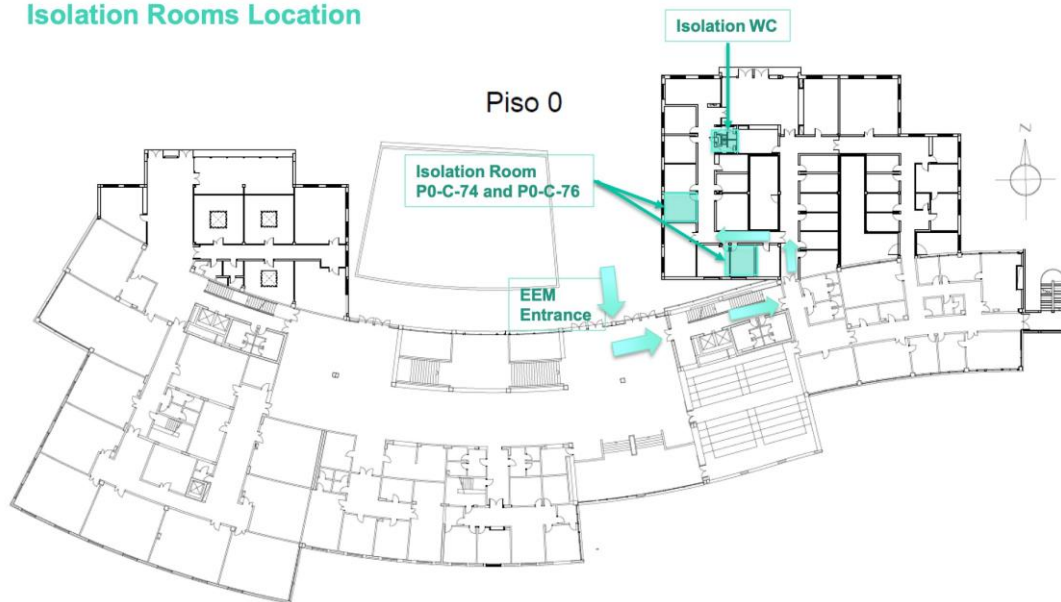 Isolation Rooms Location
Isolation WC
Piso 0
Isolation Room
P0-C-74 and P0-C-76
N
EEM
Entrance